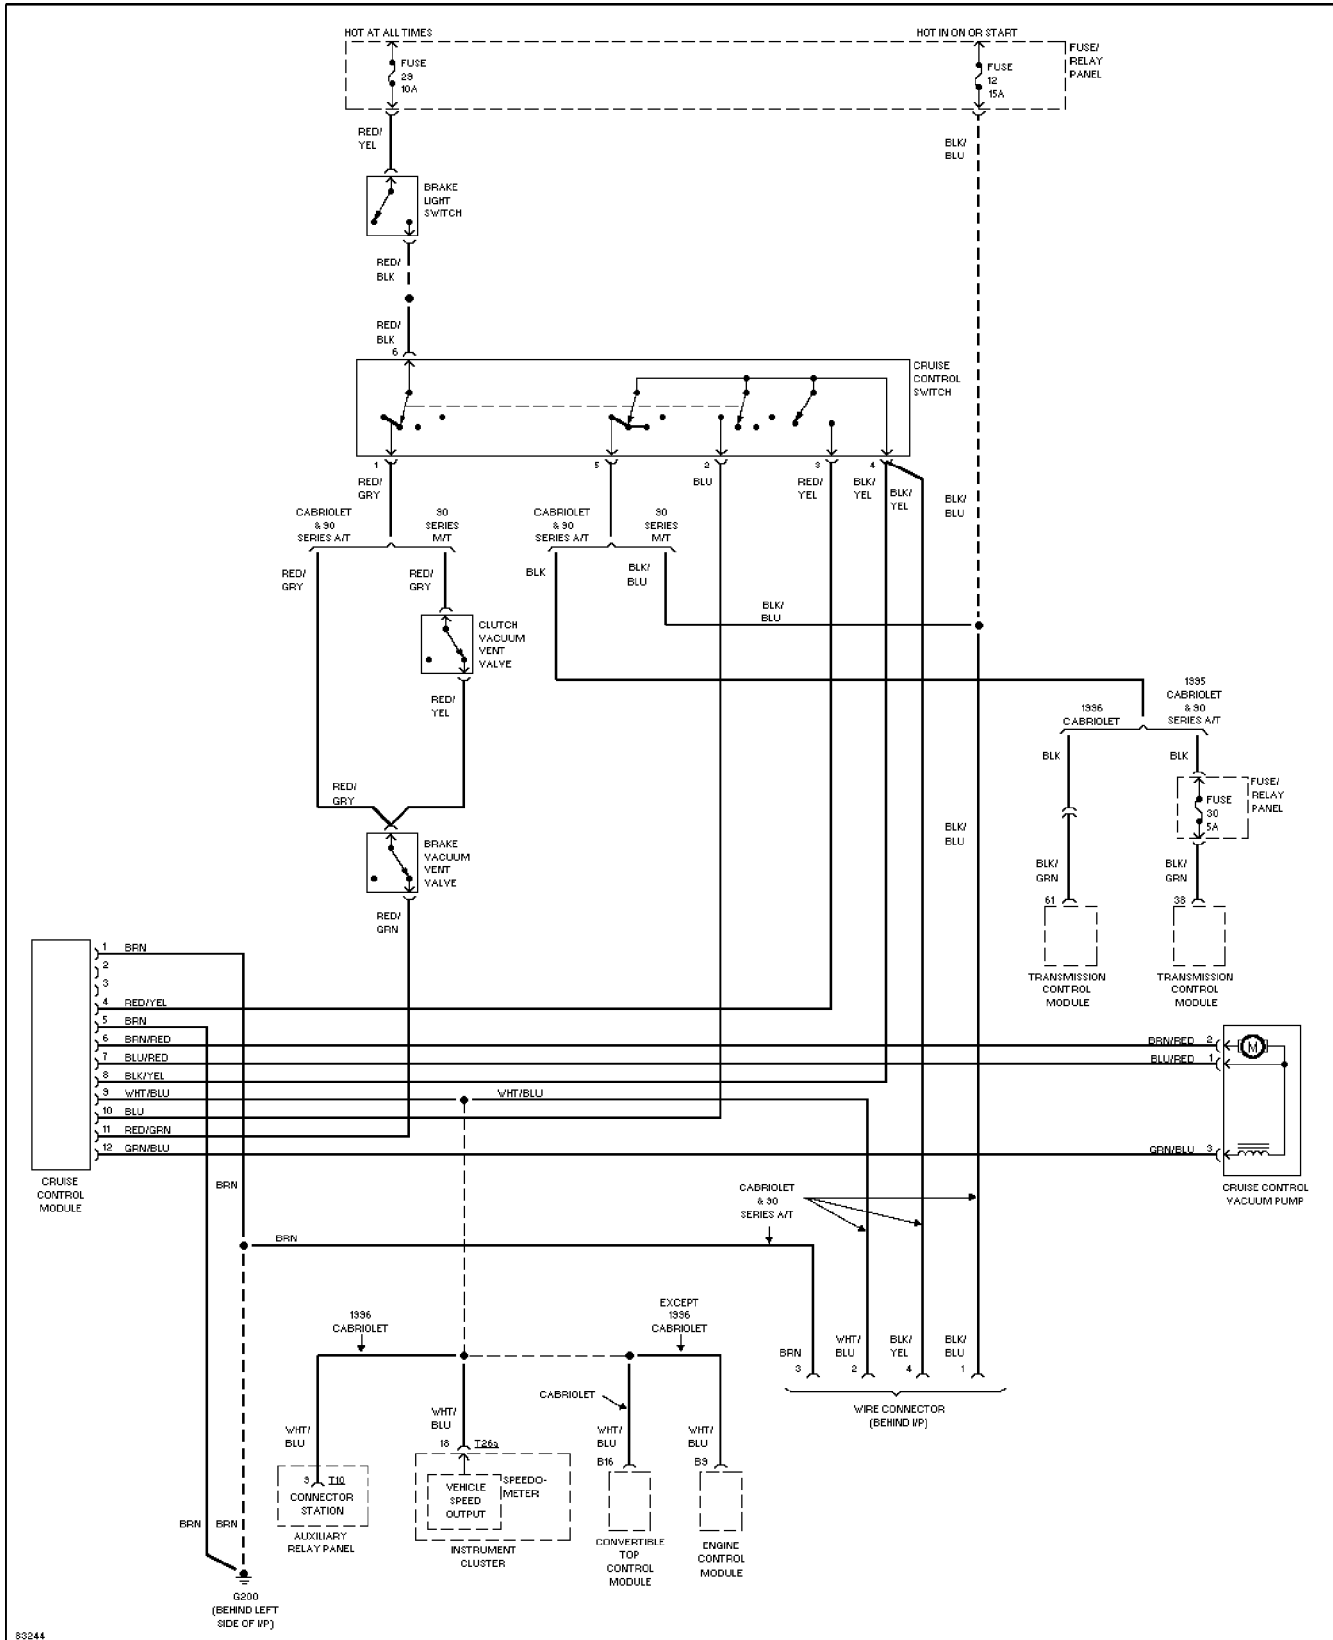 HOT AT ALL TIMES
HOT IN ON OR START
FUSE
29
10A
FUSE
12
15A
FUSE/
RELAY
PANEL
RED/
YEL
BLK/
BLU
BRAKE
LIGHT
SWITCH
RED/
BLK
RED/
BLK
6
CRUISE
CONTROL
SWITCH
1
5
2
3
4
RED/
GRY
BLU
RED/
YEL
BLK/
YEL
BLK/
YEL
BLK/
BLU
CABRIOLET
& 90
SERIES A/T
90
SERIES
M/T
CABRIOLET
& 90
SERIES A/T
90
SERIES
M/T
RED/
GRY
RED/
GRY
BLK
BLK/
BLU
BLK/
BLU
CLUTCH
VACUUM
VENT
VALVE
RED/
YEL
1996
CABRIOLET
1995
CABRIOLET
& 90
SERIES A/T
BLK
BLK
RED/
GRY
FUSE
30
5A
FUSE/
RELAY
PANEL
BRAKE
VACUUM
VENT
VALVE
BLK/
BLU
BLK/
GRN
BLK/
GRN
61
38
RED/
GRN
TRANSMISSION
CONTROL
MODULE
TRANSMISSION
CONTROL
MODULE
1 BRN
2
3
4 RED/YEL
5 BRN
6 BRN/RED
7 BLU/RED
8 BLK/YEL
9 WHT/BLU
10 BLU
11 RED/GRN
12 GRN/BLU
WHT/BLU
BRN/RED 2
M
BLU/RED 1
GRN/BLU 3
CRUISE
CONTROL
MODULE
CRUISE CONTROL
VACUUM PUMP
BRN
CABRIOLET
& 90
SERIES A/T
BRN
1996
CABRIOLET
EXCEPT
1996
CABRIOLET
BRN
3
WHT/
BLU
2
BLK/
YEL
4
BLK/
BLU
1
WIRE CONNECTOR
(BEHIND I/P)
CABRIOLET
WHT/
BLU
WHT/
BLU
WHT/
BLU
WHT/
BLU
18 T26a
B16
B9
9 T10
CONNECTOR
STATION
AUXILIARY
RELAY PANEL
VEHICLE
SPEED
OUTPUT
SPEEDO-
METER
INSTRUMENT
CLUSTER
CONVERTIBLE
TOP
CONTROL
MODULE
ENGINE
CONTROL
MODULE
BRN
BRN
G200
(BEHIND LEFT
SIDE OF I/P)
83244